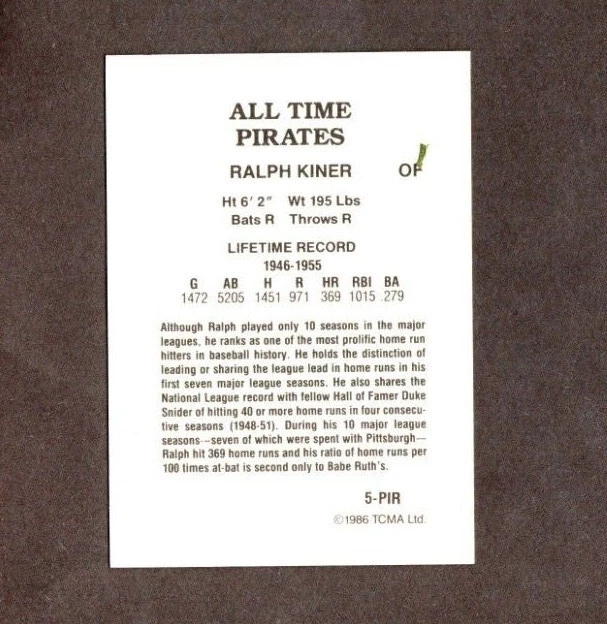 ALL TIME
PIRATES
RALPH KINER OF
Ht 6' 2" Wt 195 Lbs
Bats R Throws R
LIFETIME RECORD
1946-1955
G AB H R HR RBI BA
1472 5205 1451 971 369 1015 .279
Although Ralph played only 10 seasons in the major
leagues, he ranks as one of the most prolific home run
hitters in baseball history. He holds the distinction of
leading or sharing the league lead in home runs in his
first seven major league seasons. He also shares the
National League record with fellow Hall of Famer Duke
Snider of hitting 40 or more home runs in four consecu-
tive seasons (1948-51). During his 10 major league
seasons—seven of which were spent with Pittsburgh—
Ralph hit 369 home runs and his ratio of home runs per
100 times at-bat is second only to Babe Ruth's.
5-PIR
©1986 TCMA Ltd.